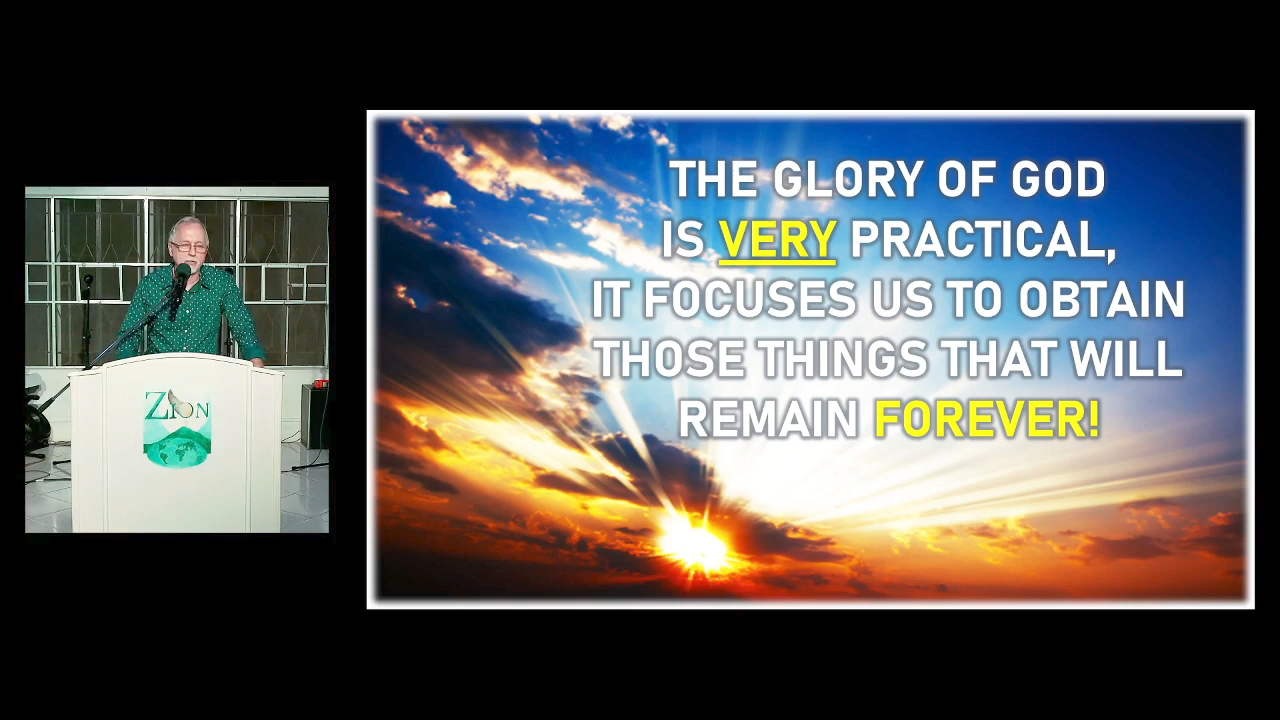 ZION
THE GLORY OF GOD
IS VERY PRACTICAL,
IT FOCUSES US TO OBTAIN
THOSE THINGS THAT WILL
REMAIN FOREVER!